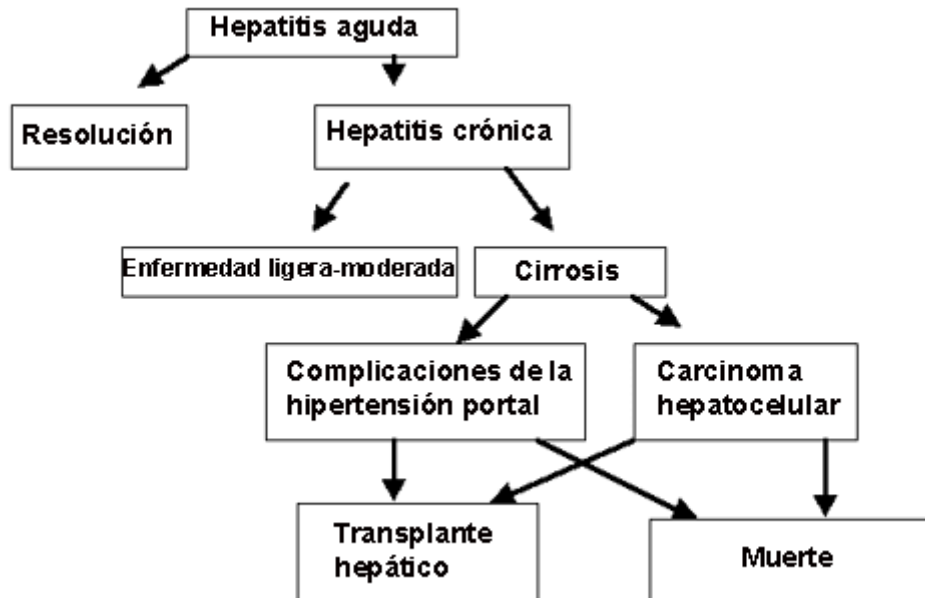 Hepatitis aguda
Resolución
Hepatitis crónica
Enfermedad ligera-moderada
Cirrosis
Complicaciones de la
hipertensión portal
Carcinoma
hepatocelular
Transplante
hepático
Muerte